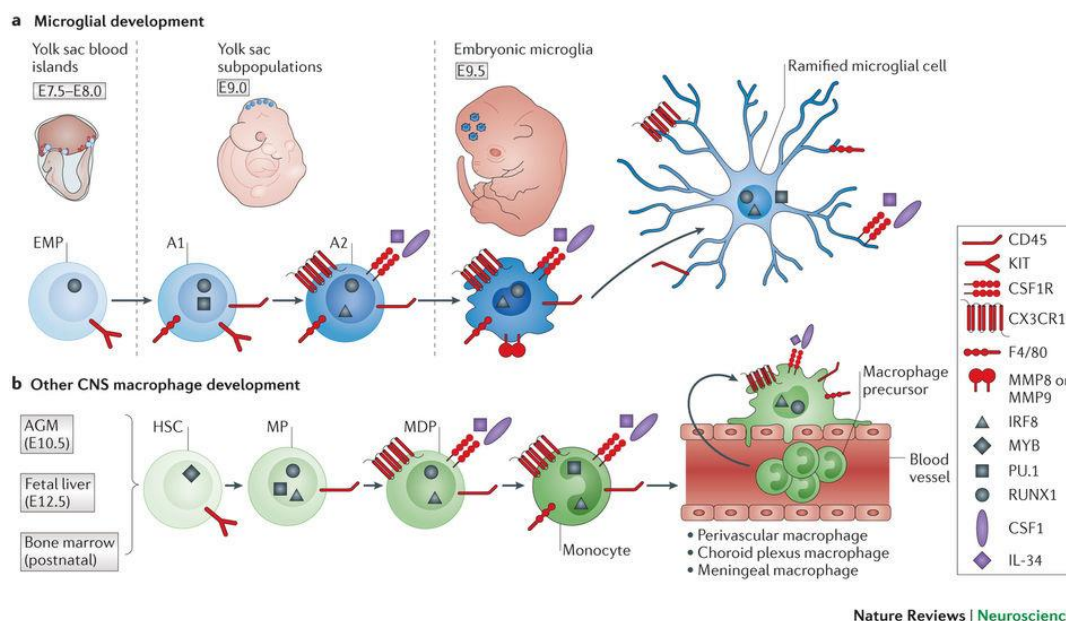 a Microglial development
Yolk sac blood
islands
E7.5–E8.0
Yolk sac
subpopulations
E9.0
Embryonic microglia
E9.5
Ramified microglial cell
EMP
A1
A2
CD45
KIT
CSF1R
CX3CR1
F4/80
MMP8 or
MMP9
IRF8
MYB
PU.1
RUNX1
CSF1
IL-34
b Other CNS macrophage development
AGM
(E10.5)
Fetal liver
(E12.5)
Bone marrow
(postnatal)
HSC
MP
MDP
Monocyte
Macrophage
precursor
Blood
vessel
• Perivascular macrophage
• Choroid plexus macrophage
• Meningeal macrophage
Nature Reviews | Neuroscienc